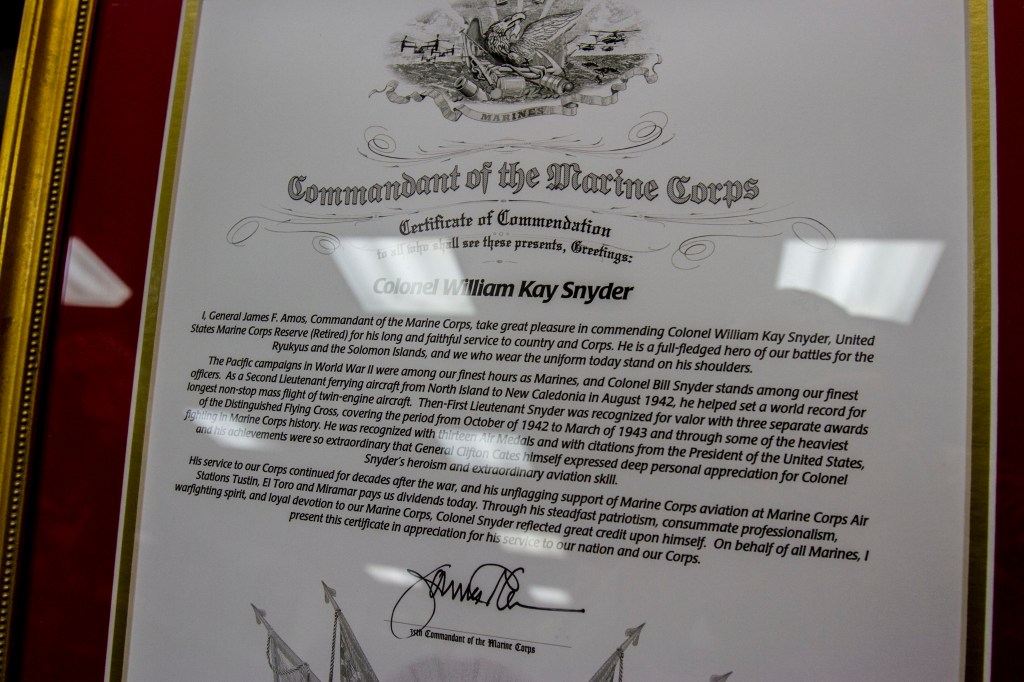 MARINES
Commandant of the Marine Corps
Certificate of Commendation
to all who shall see these presents, Greetings:
Colonel William Kay Snyder
I, General James F. Amos, Commandant of the Marine Corps, take great pleasure in commending Colonel William Kay Snyder, United
States Marine Corps Reserve (Retired) for his long and faithful service to country and Corps. He is a full-fledged hero of our battles for the
Ryukyus and the Solomon Islands, and we who wear the uniform today stand on his shoulders.
The Pacific campaigns in World War II were among our finest hours as Marines, and Colonel Bill Snyder stands among our finest
officers. As a Second Lieutenant ferrying aircraft from North Island to New Caledonia in August 1942, he helped set a world record for
longest non-stop mass flight of twin-engine aircraft. Then-First Lieutenant Snyder was recognized for valor with three separate awards
of the Distinguished Flying Cross, covering the period from October of 1942 to March of 1943 and through some of the heaviest
fighting in Marine Corps history. He was recognized with thirteen Air Medals and with citations from the President of the United States,
and his achievements were so extraordinary that General Clifton Cates himself expressed deep personal appreciation for Colonel
Snyder's heroism and extraordinary aviation skill.
His service to our Corps continued for decades after the war, and his unflagging support of Marine Corps aviation at Marine Corps Air
Stations Tustin, El Toro and Miramar pays us dividends today. Through his steadfast patriotism, consummate professionalism,
warfighting spirit, and loyal devotion to our Marine Corps, Colonel Snyder reflected great credit upon himself. On behalf of all Marines, I
present this certificate in appreciation for his service to our nation and our Corps.
35th Commandant of the Marine Corps